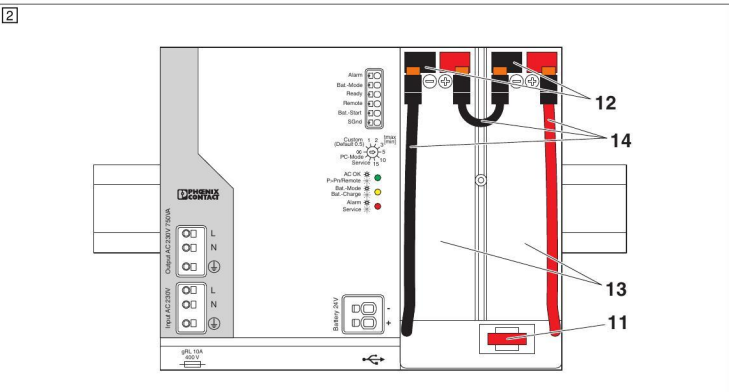 2
Alarm
Bat.-Mode
Ready
Remote
Bat.-Start
SGnd
Custom 1 2 3 tmax
(Default 0.5) [min]
∞ 5
PC-Mode 10
Service 15
AC OK
P>Pn/Remote
Bat.-Mode
Bat.-Charge
Alarm
Service
PHŒNIX
CONTACT
Output AC 230V 750VA
L
N
Input AC 230V
L
N
Battery 24V
-
+
gRL 10A
400 V
- +
- +
12
14
13
11